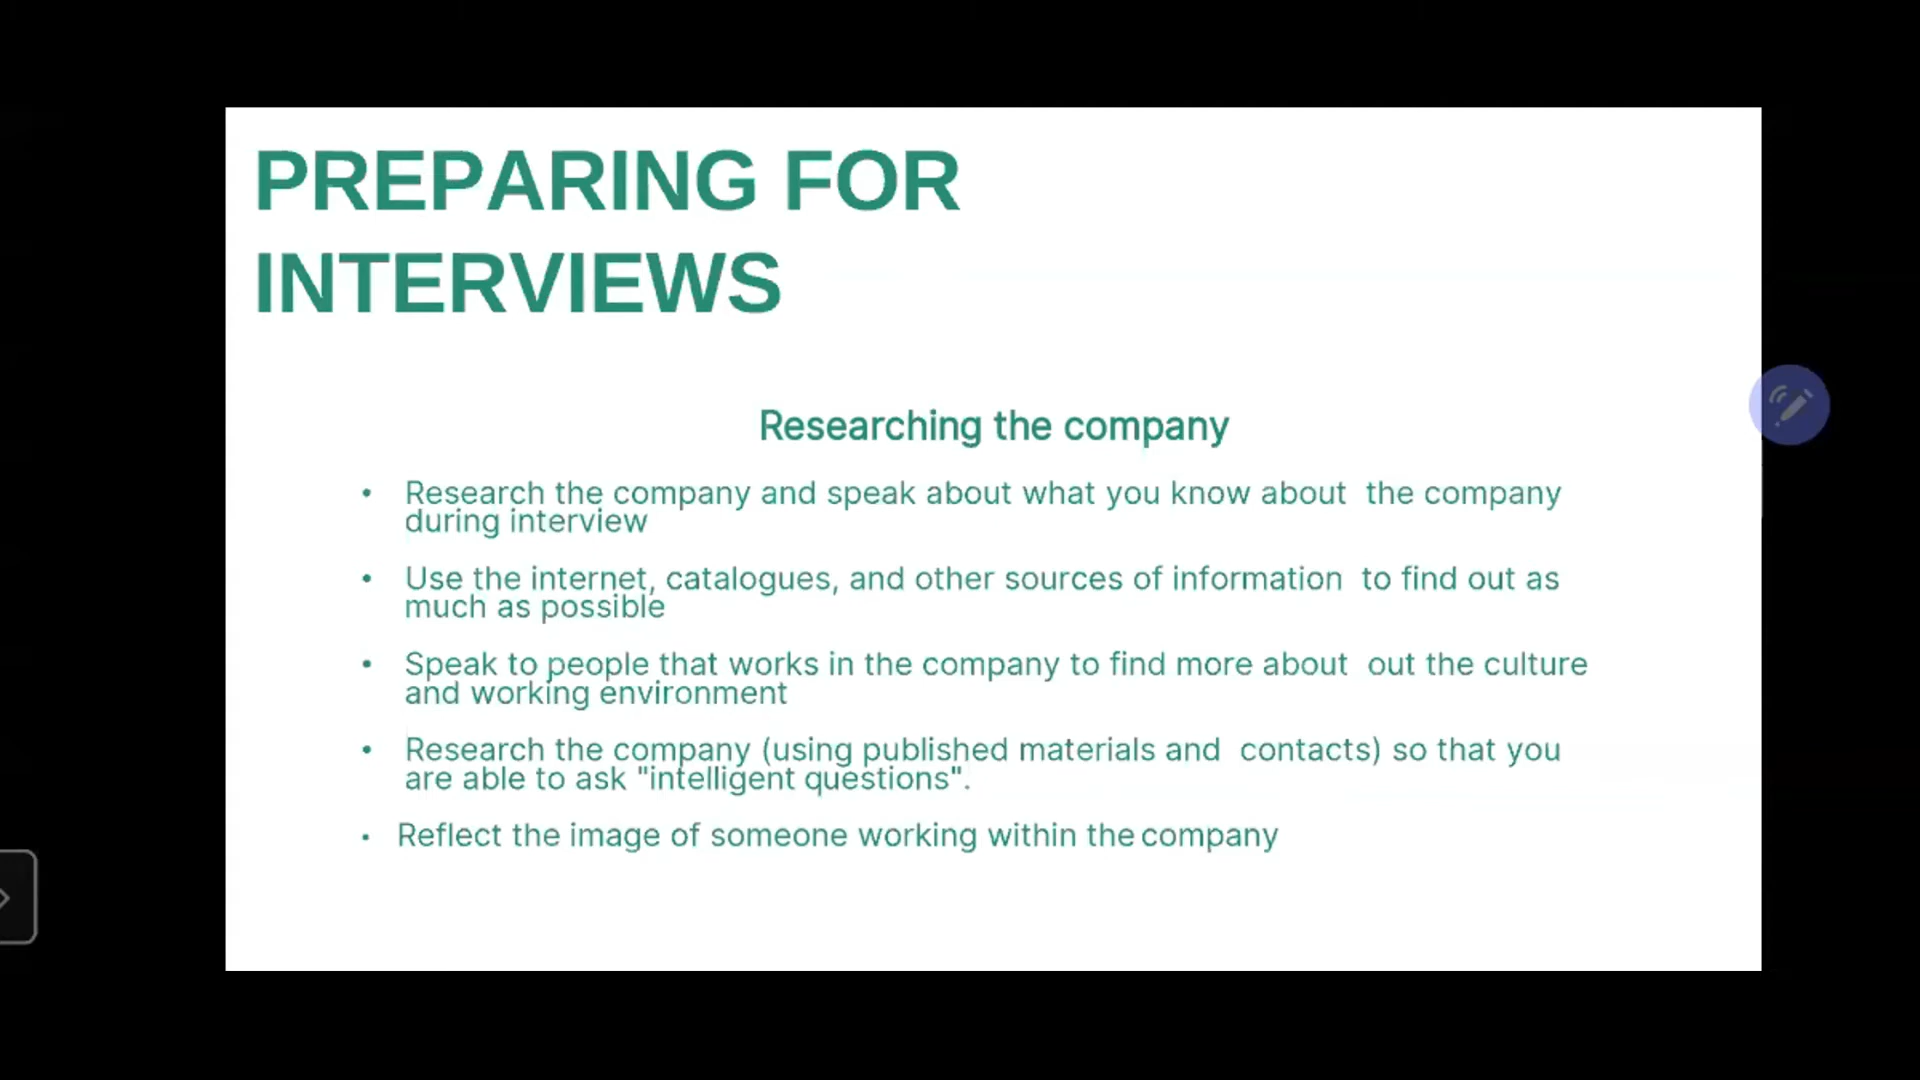 PREPARING FOR
INTERVIEWS
Researching the company
• Research the company and speak about what you know about the company
during interview
• Use the internet, catalogues, and other sources of information to find out as
much as possible
• Speak to people that works in the company to find more about out the culture
and working environment
• Research the company (using published materials and contacts) so that you
are able to ask "intelligent questions".
• Reflect the image of someone working within the company